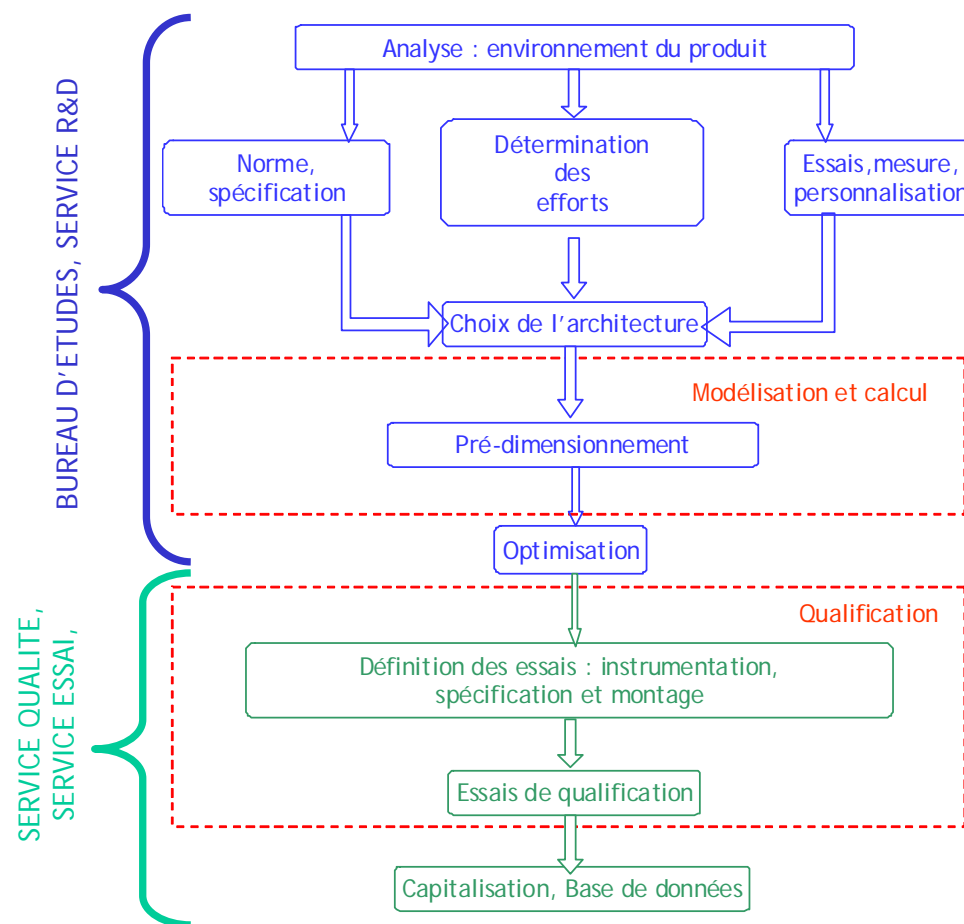 Analyse : environnement du produit
Norme,
spécification
Détermination
des
efforts
Essais,mesure,
personnalisation
Choix de l'architecture
Modélisation et calcul
Pré-dimensionnement
Optimisation
BUREAU D'ETUDES, SERVICE R&D
Qualification
Définition des essais : instrumentation,
spécification et montage
Essais de qualification
Capitalisation, Base de données
SERVICE QUALITE,
SERVICE ESSAI,